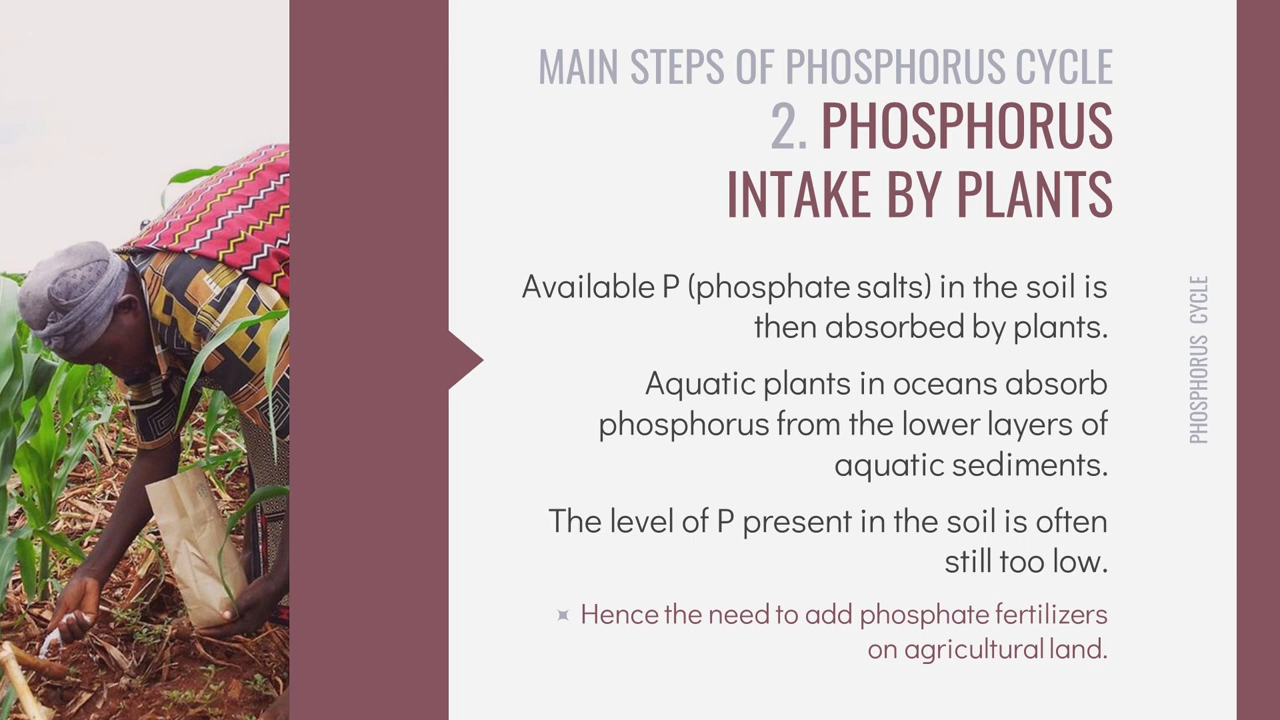 MAIN STEPS OF PHOSPHORUS CYCLE
2. PHOSPHORUS
INTAKE BY PLANTS
Available P (phosphate salts) in the soil is
then absorbed by plants.
Aquatic plants in oceans absorb
phosphorus from the lower layers of
aquatic sediments.
The level of P present in the soil is often
still too low.
Hence the need to add phosphate fertilizers
on agricultural land.
PHOSPHORUS CYCLE